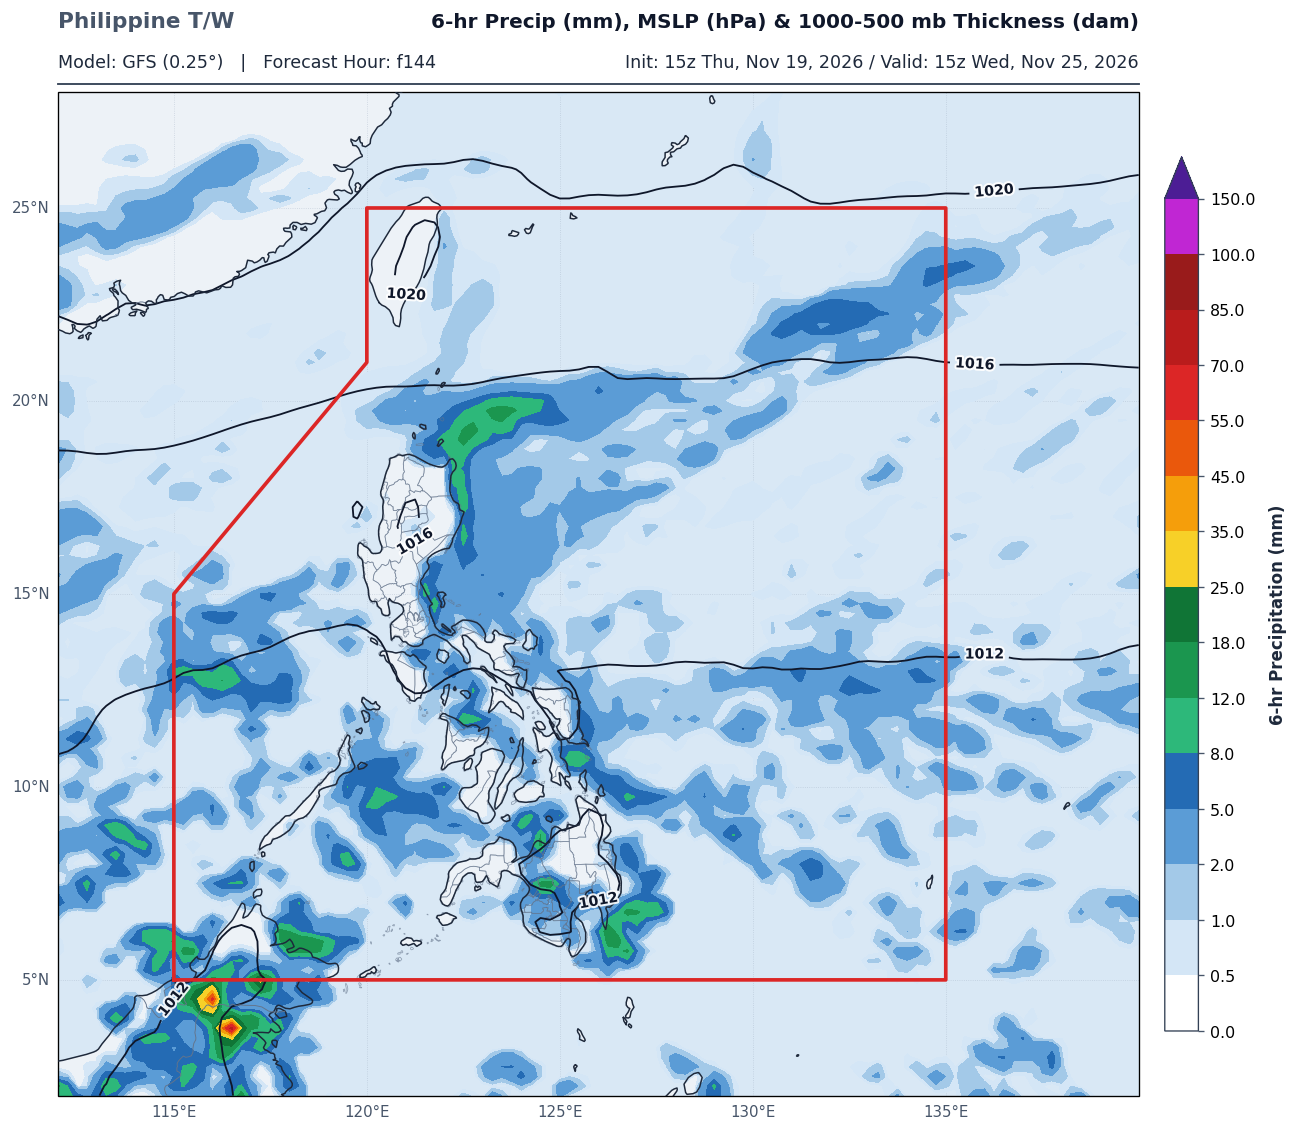 Philippine T/W
6-hr Precip (mm), MSLP (hPa) & 1000-500 mb Thickness (dam)
Model: GFS (0.25°) | Forecast Hour: f144
Init: 15z Thu, Nov 19, 2026 / Valid: 15z Wed, Nov 25, 2026
25°N
20°N
15°N
10°N
5°N
1020
1020
1016
1016
1012
1012
1012
115°E
120°E
125°E
130°E
135°E
150.0
100.0
85.0
70.0
55.0
45.0
35.0
25.0
18.0
12.0
8.0
5.0
2.0
1.0
0.5
0.0
6-hr Precipitation (mm)